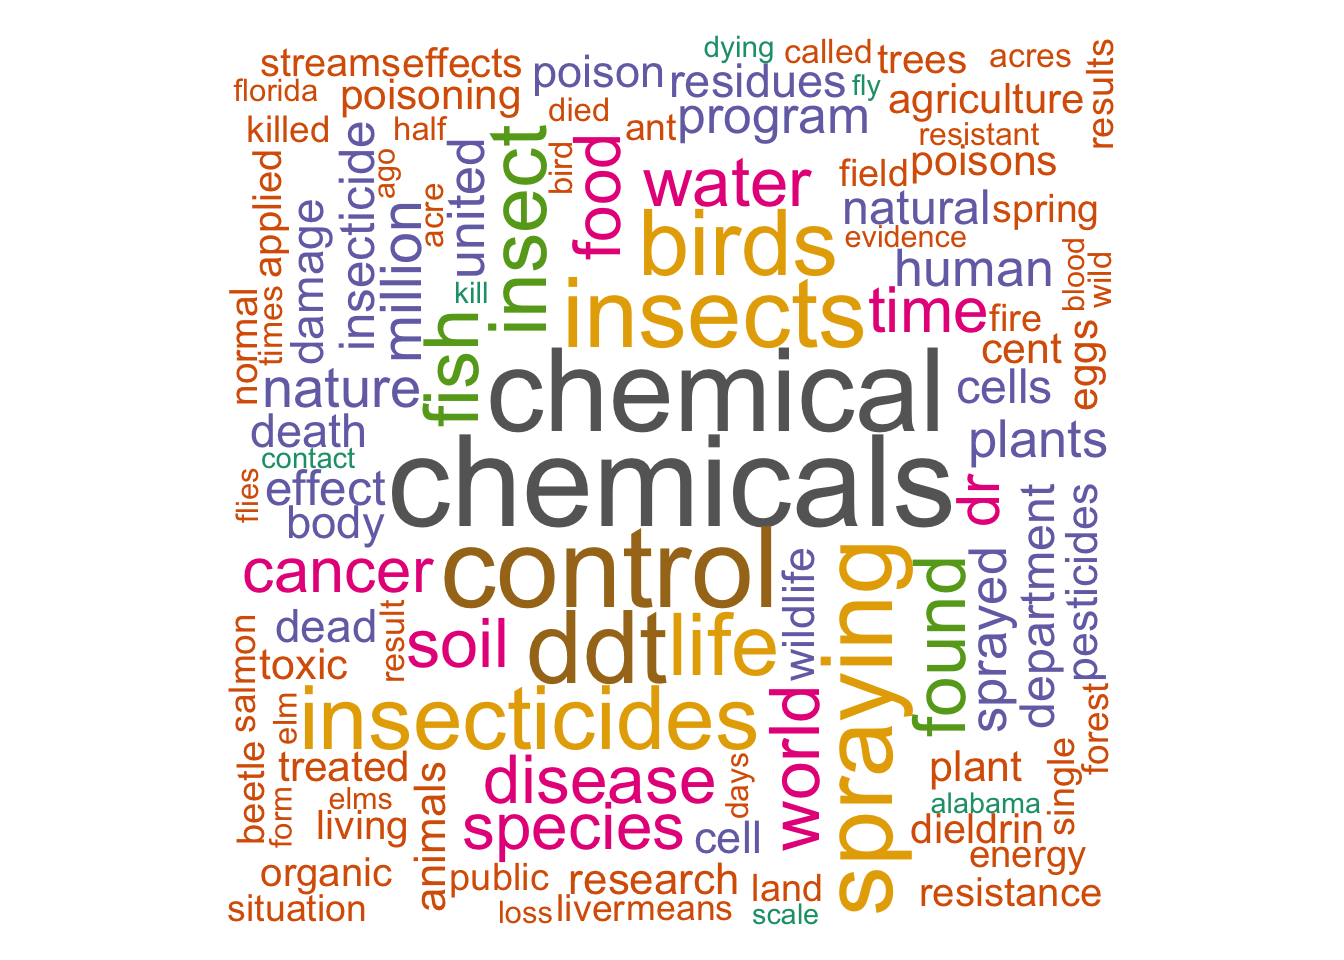 dying
called
trees
acres
results
streams
effects
poison
residues
fly
florida
poisoning
died
agriculture
killed
half
ant
program
resistant
insecticide
ago
united
insect
bird
food
water
field
poisons
applied
damage
million
acre
birds
natural
spring
evidence
kill
human
blood
wild
normal
times
fish
insects
time
fire
cent
eggs
nature
chemical
cells
death
contact
plants
flies
effect
chemicals
dr
body
department
pesticides
cancer
control
wildlife
spraying
found
sprayed
dead
result
soil
ddt
life
toxic
salmon
elm
insecticides
world
forest
beetle
treated
disease
days
plant
single
form
elms
living
animals
species
cell
alabama
dieldrin
energy
organic
public
research
land
resistance
situation
loss
liver
means
scale